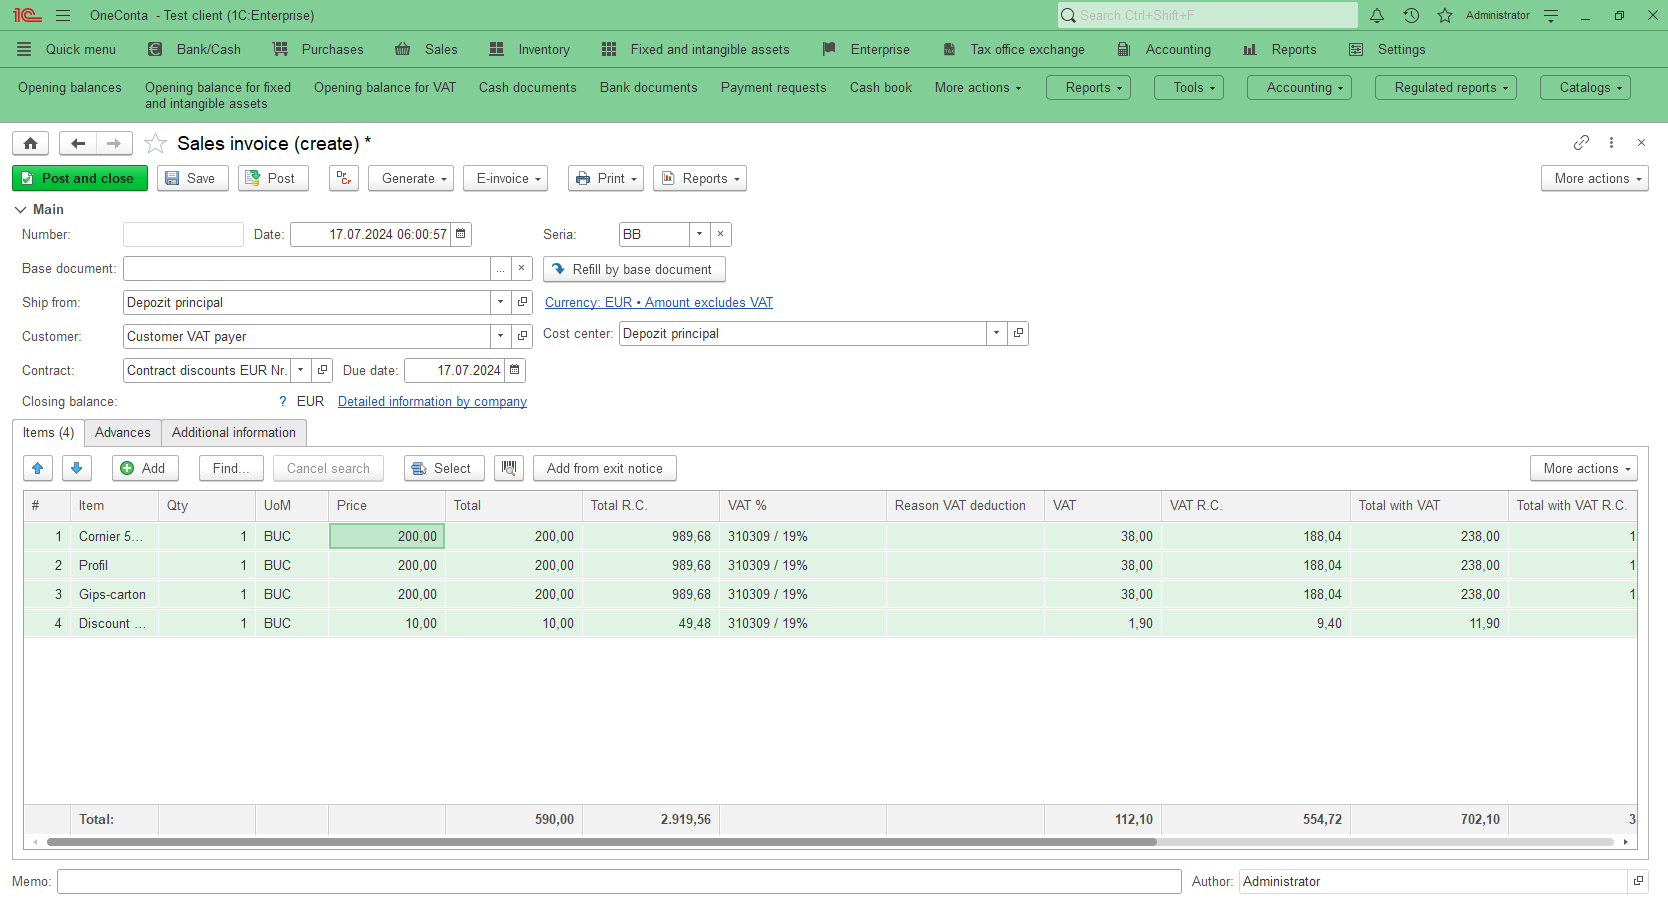 OneConta - Test client (1C:Enterprise)
Search Ctrl+Shift+F
Administrator
Quick menu Bank/Cash Purchases Sales Inventory Fixed and intangible assets Enterprise Tax office exchange Accounting Reports Settings
Opening balances Opening balance for fixed and intangible assets Opening balance for VAT Cash documents Bank documents Payment requests Cash book More actions Reports Tools Accounting Regulated reports Catalogs
Sales invoice (create) *
Post and close Save Post Dr Cr Generate E-invoice Print Reports More actions
Main
Number: Date: 17.07.2024 06:00:57 Seria: BB
Base document: ... Refill by base document
Ship from: Depozit principal Currency: EUR • Amount excludes VAT
Customer: Customer VAT payer Cost center: Depozit principal
Contract: Contract discounts EUR Nr. Due date: 17.07.2024
Closing balance: ? EUR Detailed information by company
Items (4) Advances Additional information
Add Find... Cancel search Select Add from exit notice More actions
# Item Qty UoM Price Total Total R.C. VAT % Reason VAT deduction VAT VAT R.C. Total with VAT Total with VAT R.C.
1 Cornier 5... 1 BUC 200,00 200,00 989,68 310309 / 19% 38,00 188,04 238,00 1
2 Profil 1 BUC 200,00 200,00 989,68 310309 / 19% 38,00 188,04 238,00 1
3 Gips-carton 1 BUC 200,00 200,00 989,68 310309 / 19% 38,00 188,04 238,00 1
4 Discount ... 1 BUC 10,00 10,00 49,48 310309 / 19% 1,90 9,40 11,90
Total: 590,00 2.919,56 112,10 554,72 702,10 3
Memo: Author: Administrator